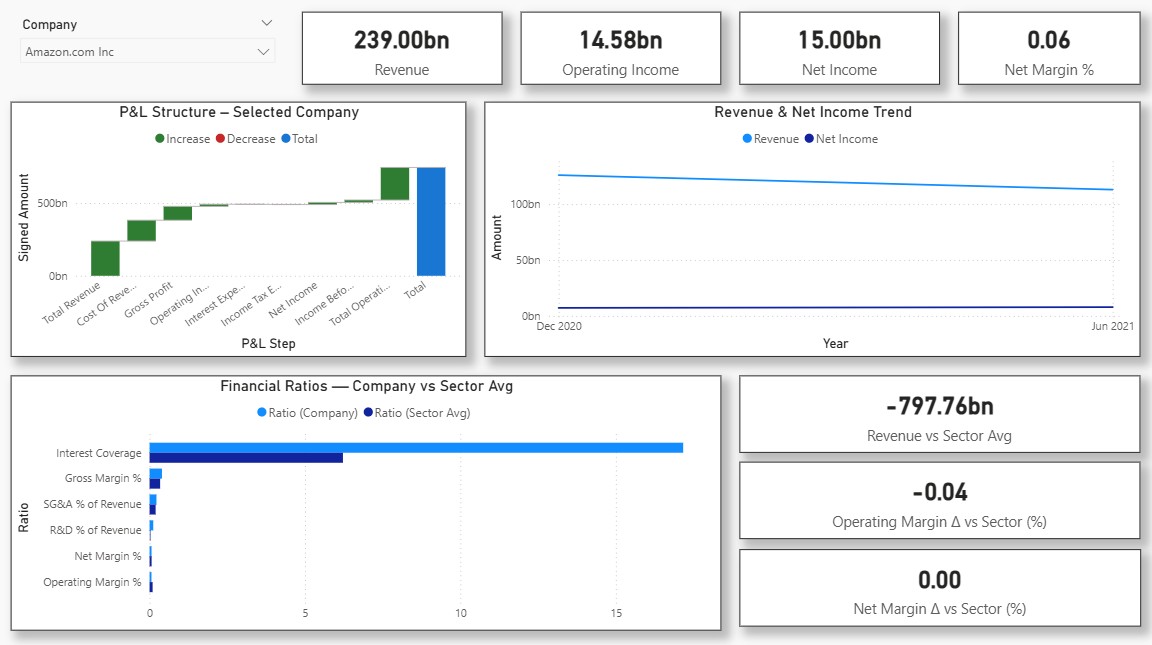 Company
Amazon.com Inc
239.00bn
Revenue
14.58bn
Operating Income
15.00bn
Net Income
0.06
Net Margin %
P&L Structure – Selected Company
Increase Decrease Total
Signed Amount
500bn
0bn
Total Revenue
Cost Of Reve...
Gross Profit
Operating In...
Interest Expe...
Income Tax E...
Net Income
Income Befo...
Total Operati...
Total
P&L Step
Revenue & Net Income Trend
Revenue Net Income
Amount
100bn
50bn
0bn
Dec 2020
Jun 2021
Year
Financial Ratios — Company vs Sector Avg
Ratio (Company) Ratio (Sector Avg)
Ratio
Interest Coverage
Gross Margin %
SG&A % of Revenue
R&D % of Revenue
Net Margin %
Operating Margin %
0 5 10 15
-797.76bn
Revenue vs Sector Avg
-0.04
Operating Margin Δ vs Sector (%)
0.00
Net Margin Δ vs Sector (%)